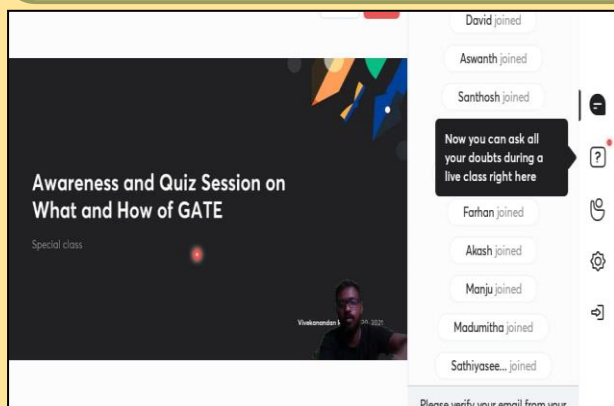 David joined
Aswanth joined
Santhosh joined
Now you can ask all
your doubts during a
live class right here
Farhan joined
Akash joined
Manju joined
Madumitha joined
Sathiyasee... joined
Please verify your email from your
Awareness and Quiz Session on
What and How of GATE
Special class
Vivekanandan
2021